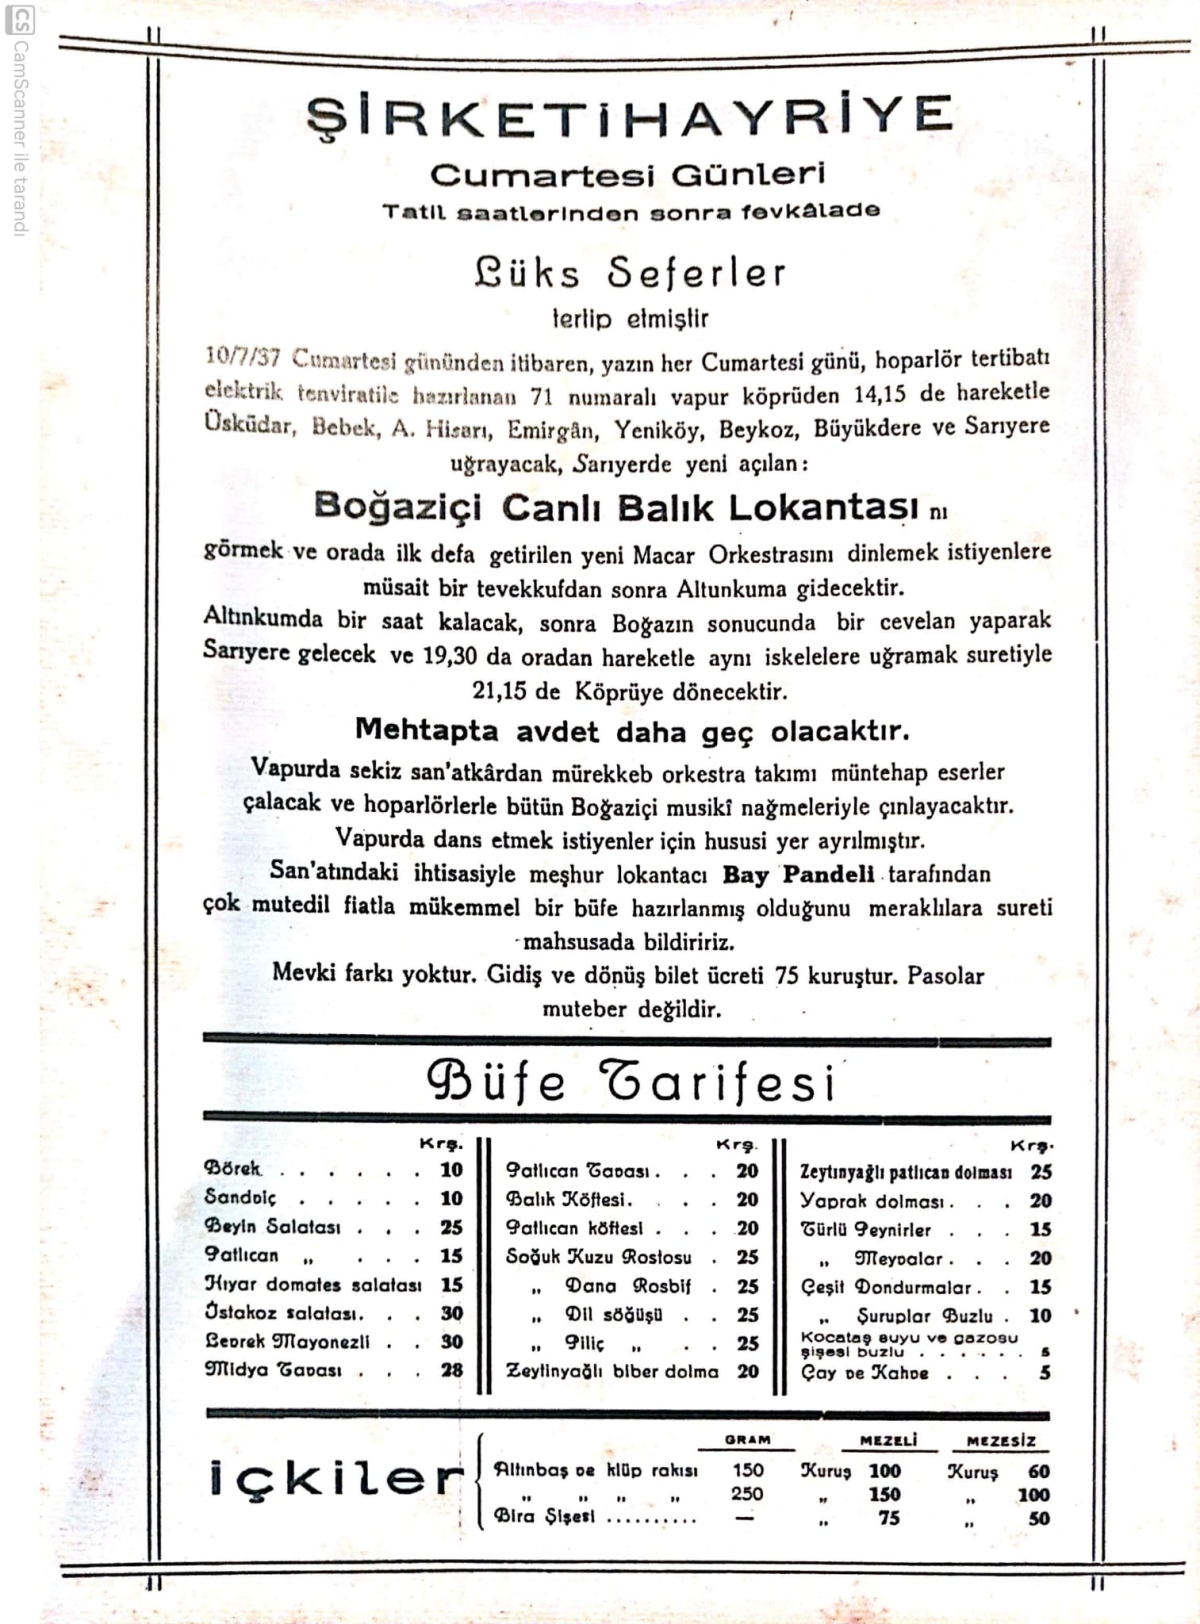 CS CamScanner ile tarandı
ŞİRKETİHAYRİYE
Cumartesi Günleri
Tatil saatlerinden sonra fevkâlade
Lüks Seferler
tertip etmiştir
10/7/37 Cumartesi gününden itibaren, yazın her Cumartesi günü, hoparlör tertibatı
elektrik tenviratile hazırlanan 71 numaralı vapur köprüden 14,15 de hareketle
Üsküdar, Bebek, A. Hisarı, Emirgân, Yeniköy, Beykoz, Büyükdere ve Sarıyere
uğrayacak, Sarıyerde yeni açılan:
Boğaziçi Canlı Balık Lokantası nı
görmek ve orada ilk defa getirilen yeni Macar Orkestrasını dinlemek istiyenlere
müsait bir tevekkufdan sonra Altunkuma gidecektir.
Altınkumda bir saat kalacak, sonra Boğazın sonucunda bir cevelan yaparak
Sarıyere gelecek ve 19,30 da oradan hareketle aynı iskelelere uğramak suretiyle
21,15 de Köprüye dönecektir.
Mehtapta avdet daha geç olacaktır.
Vapurda sekiz san'atkârdan mürekkeb orkestra takımı müntehap eserler
çalacak ve hoparlörlerle bütün Boğaziçi musikî nağmeleriyle çınlayacaktır.
Vapurda dans etmek istiyenler için hususi yer ayrılmıştır.
San'atındaki ihtisasiyle meşhur lokantacı Bay Pandeli tarafından
çok mutedil fiatla mükemmel bir büfe hazırlanmış olduğunu meraklılara sureti
mahsusada bildiririz.
Mevki farkı yoktur. Gidiş ve dönüş bilet ücreti 75 kuruştur. Pasolar
muteber değildir.
Büfe Tarifesi
Krş.
Börek . . . . . . 10
Sandviç . . . . . 10
Beyin Salatası . . . 25
Patlıcan „ . . . 15
Hıyar domates salatası 15
İstakoz salatası. . . 30
Levrek Mayonezli . . 30
Midya Tavası . . . 28
Krş.
Patlıcan Tavası . . . 20
Balık Köftesi. . . . 20
Patlıcan köftesi . . . 20
Soğuk Kuzu Rostosu . 25
„ Dana Rosbif . 25
„ Dil söğüşü . . 25
„ Piliç „ . . 25
Zeytinyağlı biber dolma 20
Krş.
Zeytinyağlı patlıcan dolması 25
Yaprak dolması . . . 20
Türlü Peynirler . . . 15
„ Meyvalar . . . 20
Çeşit Dondurmalar . . 15
„ Şuruplar Buzlu . 10
Kocataş suyu ve gazosu
şişesi buzlu . . . . . . 5
Çay ve Kahve . . . 5
içkiler
GRAM MEZELİ MEZESİZ
Altınbaş ve klüp rakısı 150 Kuruş 100 Kuruş 60
„ „ „ „ 250 „ 150 „ 100
Bira Şişesi .......... — „ 75 „ 50